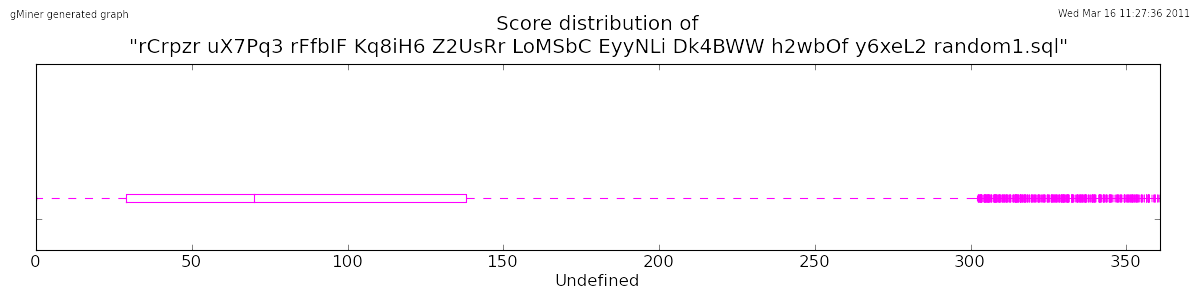 gMiner generated graph
Wed Mar 16 11:27:36 2011
Score distribution of
"rCrpzr uX7Pq3 rFfbIF Kq8iH6 Z2UsRr LoMSbC EyyNLi Dk4BWW h2wbOf y6xeL2 random1.sql"
0 50 100 150 200 250 300 350
Undefined